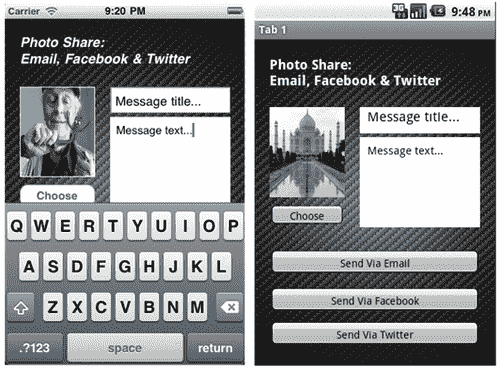 Carrier 9:20 PM
Photo Share:
Email, Facebook & Twitter
Message title...
Message text...
Choose
Q W E R T Y U I O P
A S D F G H J K L
Z X C V B N M
.?123 space return
3G 9:48 PM
Tab 1
Photo Share:
Email, Facebook & Twitter
Message title...
Message text...
Choose
Send Via Email
Send Via Facebook
Send Via Twitter